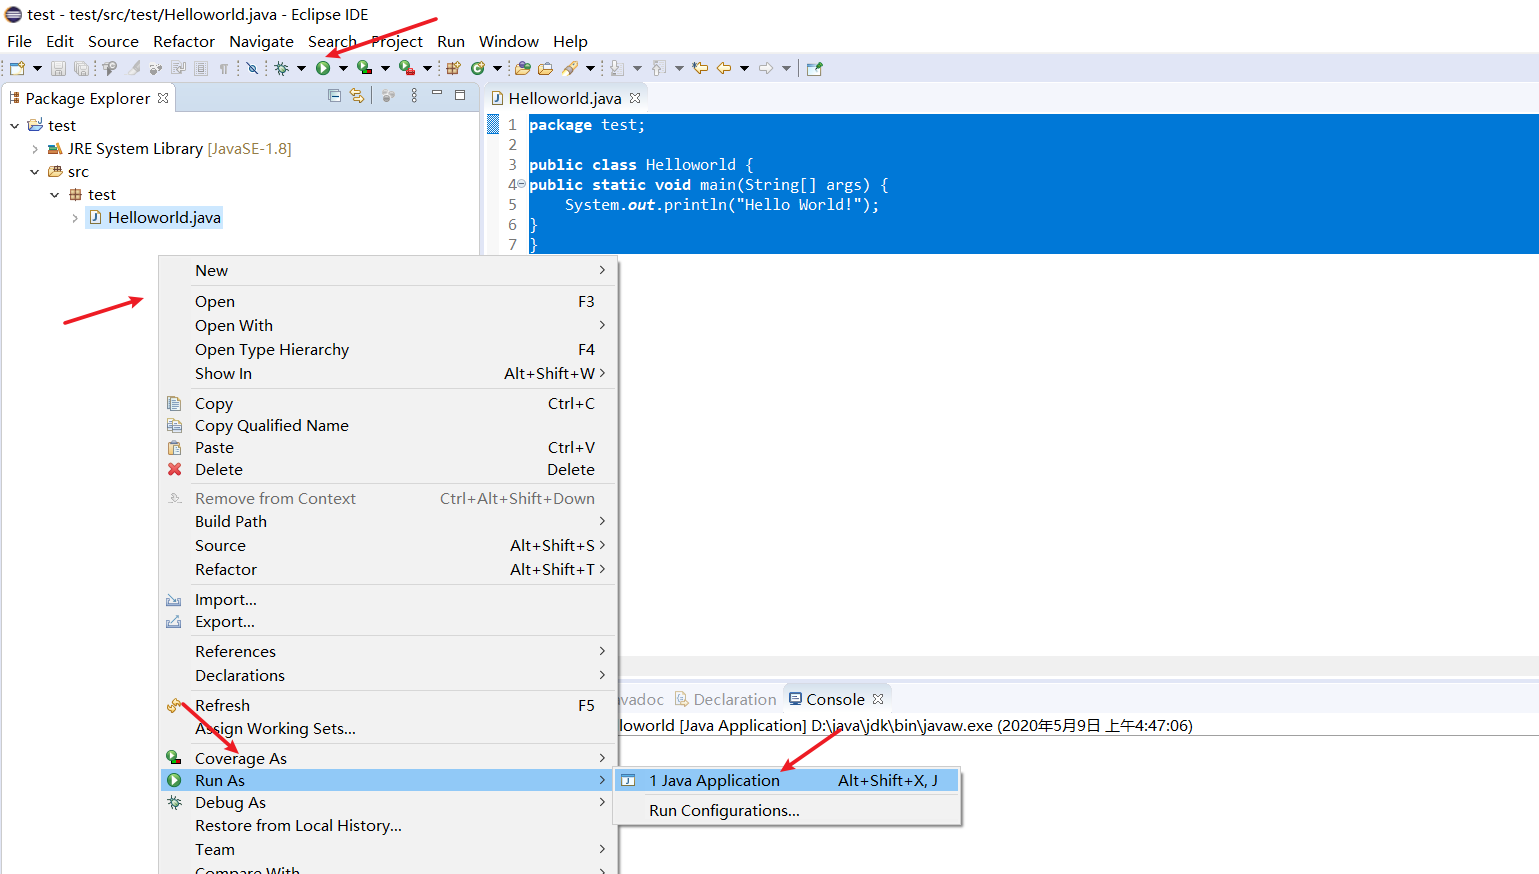 test - test/src/test/Helloworld.java - Eclipse IDE
File Edit Source Refactor Navigate Search Project Run Window Help
Package Explorer
Helloworld.java
test
JRE System Library [JavaSE-1.8]
src
test
Helloworld.java
1 package test;
2
3 public class Helloworld {
4 public static void main(String[] args) {
5 System.out.println("Hello World!");
6 }
7 }
New
Open F3
Open With
Open Type Hierarchy F4
Show In Alt+Shift+W
Copy Ctrl+C
Copy Qualified Name
Paste Ctrl+V
Delete Delete
Remove from Context Ctrl+Alt+Shift+Down
Build Path
Source Alt+Shift+S
Refactor Alt+Shift+T
Import...
Export...
References
Declarations
Refresh F5
Assign Working Sets...
Coverage As
Run As
Debug As
Restore from Local History...
Team
Compare With
1 Java Application Alt+Shift+X, J
Run Configurations...
vadoc Declaration Console
loworld [Java Application] D:\java\jdk\bin\javaw.exe (2020年5月9日 上午4:47:06)